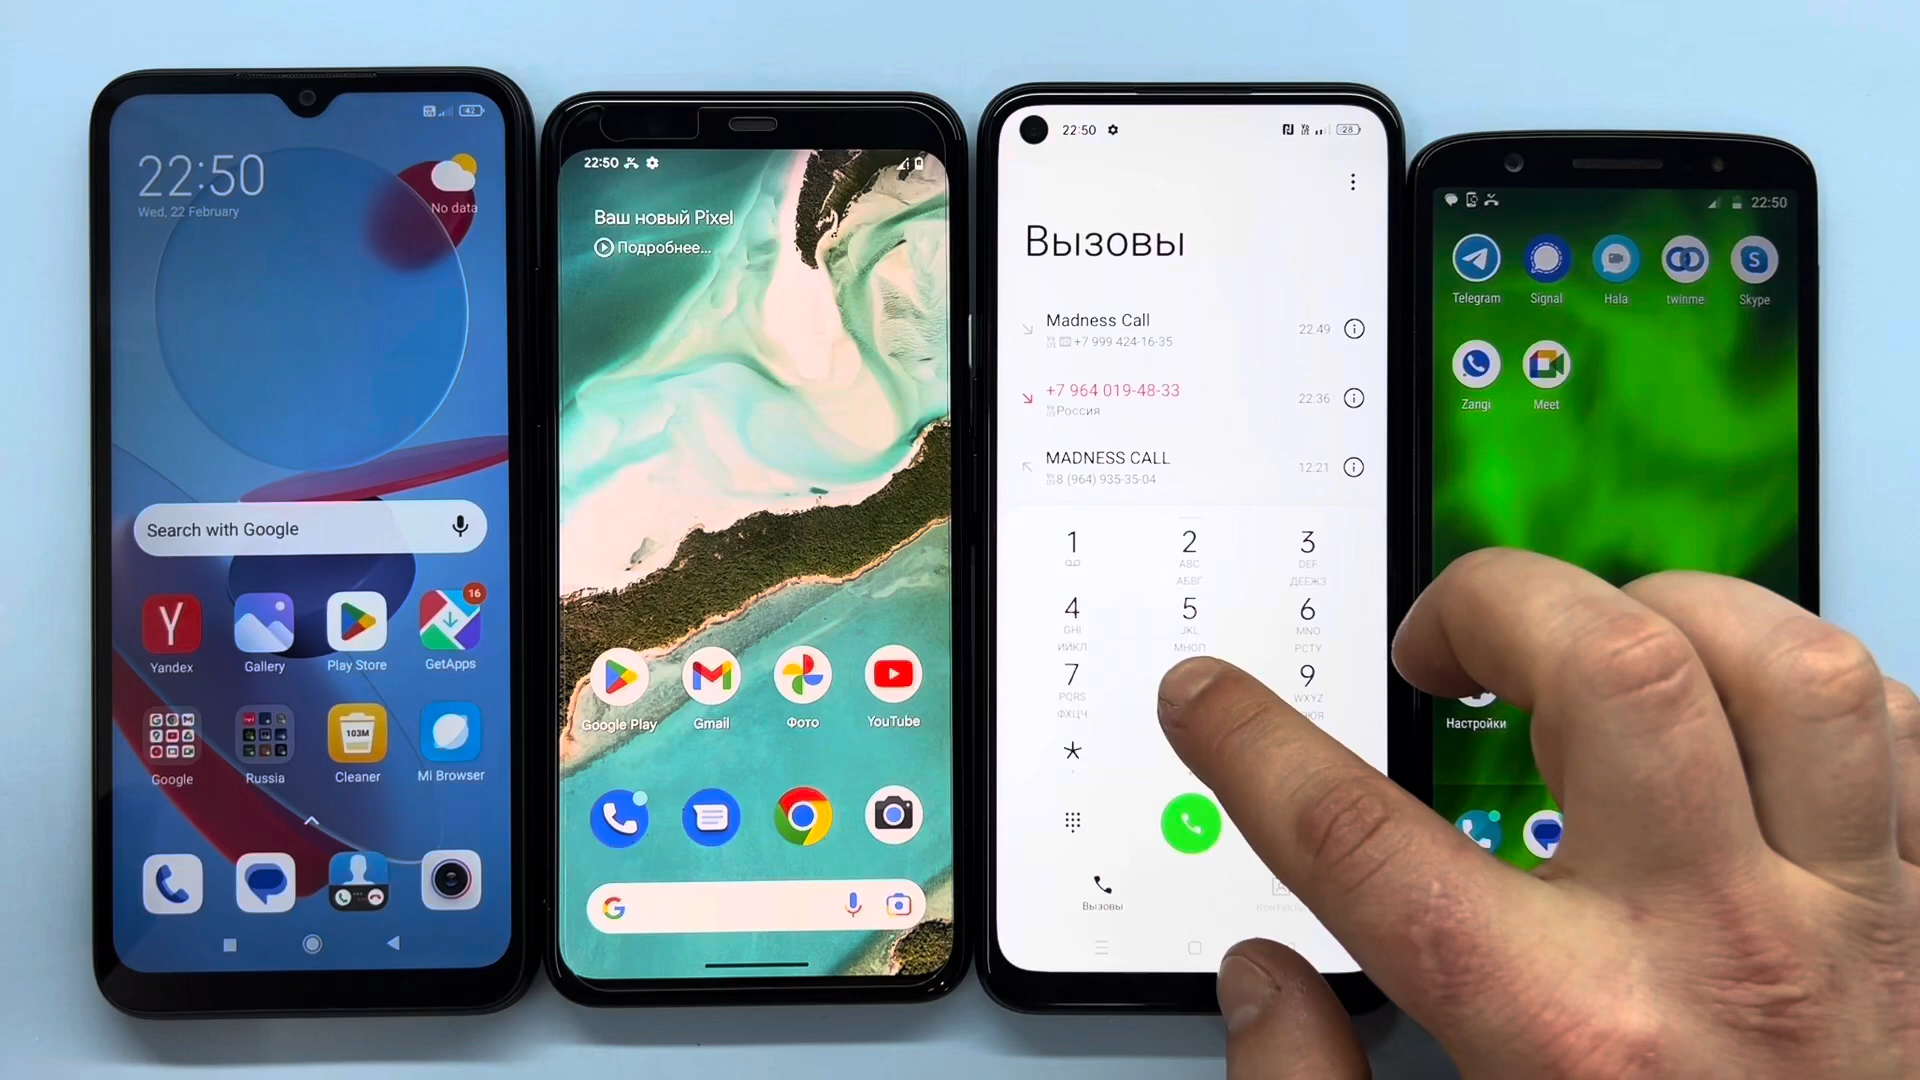 42
22:50
Wed, 22 February
No data
Search with Google
16
Yandex
Gallery
Play Store
GetApps
103M
Google
Russia
Cleaner
Mi Browser
22:50
Ваш новый Pixel
Подробнее...
Google Play
Gmail
Фото
YouTube
22:50
28
Вызовы
Madness Call
22:49
+7 999 424-16-35
+7 964 019-48-33
22:36
Россия
MADNESS CALL
12:21
8 (964) 935-35-04
1 2 3
ABC DEF
АБВГ ДЕЁЖЗ
4 5 6
GHI JKL MNO
ИЙКЛ МНОП РСТУ
7 9
PQRS WXYZ
ФХЦЧ
*
Вызовы
22:50
Telegram
Signal
Hala
twinme
Skype
Zangi
Meet
Настройки